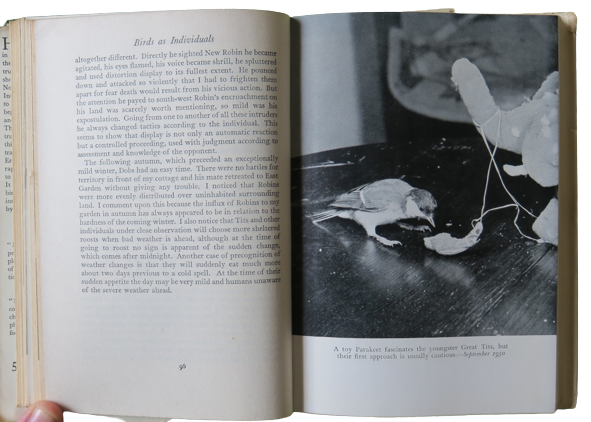 Birds as Individuals
altogether different. Directly he sighted New Robin he became
agitated, his eyes flamed, his voice became shrill, he spluttered
and used distortion display to its fullest extent. He pounced
down and attacked so violently that I had to frighten them
apart for fear death would result from his vicious action. But
the attention he payed to south-west Robin's encroachment on
his land was scarcely worth mentioning, so mild was his
expostulation. Going from one to another of all these intruders
he always changed tactics according to the individual. This
seems to show that display is not only an automatic reaction
but a controlled proceeding, used with judgment according to
assessment and knowledge of the opponent.
The following autumn, which preceeded an exceptionally
mild winter, Dobs had an easy time. There were no battles for
territory in front of my cottage and his mate retreated to East
Garden without giving any trouble. I noticed that Robins
were more evenly distributed over uninhabited surrounding
land. I comment upon this because the influx of Robins to my
garden in autumn has always appeared to be in relation to the
hardness of the coming winter. I also notice that Tits and other
individuals under close observation will choose more sheltered
roosts when bad weather is ahead, although at the time of
going to roost no sign is apparent of the sudden change,
which comes after midnight. Another case of precognition of
weather changes is that they will suddenly eat much more
about two days previous to a cold spell. At the time of their
sudden appetite the day may be very mild and humans unaware
of the severe weather ahead.
96
A toy Parakeet fascinates the youngster Great Tits, but
their first approach is usually cautious.—September 1950